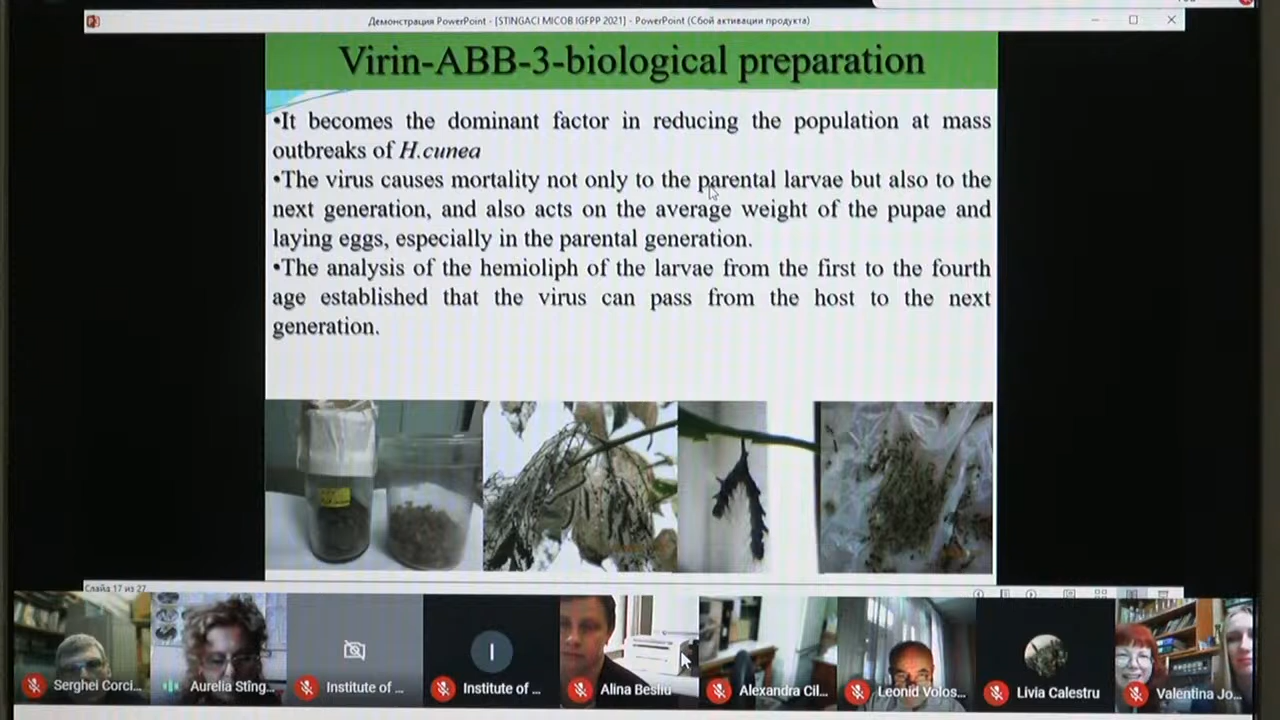 Демонстрация PowerPoint - [STINGACI MICOB IGFPP 2021] - PowerPoint (Сбой активации продукта)
Virin-ABB-3-biological preparation
•It becomes the dominant factor in reducing the population at mass
outbreaks of H.cunea
•The virus causes mortality not only to the parental larvae but also to the
next generation, and also acts on the average weight of the pupae and
laying eggs, especially in the parental generation.
•The analysis of the hemioliph of the larvae from the first to the fourth
age established that the virus can pass from the host to the next
generation.
Слайд 17 из 27
I
Serghei Corci...
Aurelia Stîng...
Institute of ...
Institute of ...
Alina Besliu
Alexandra Cil...
Leonid Volos...
Livia Calestru
Valentina Jo...